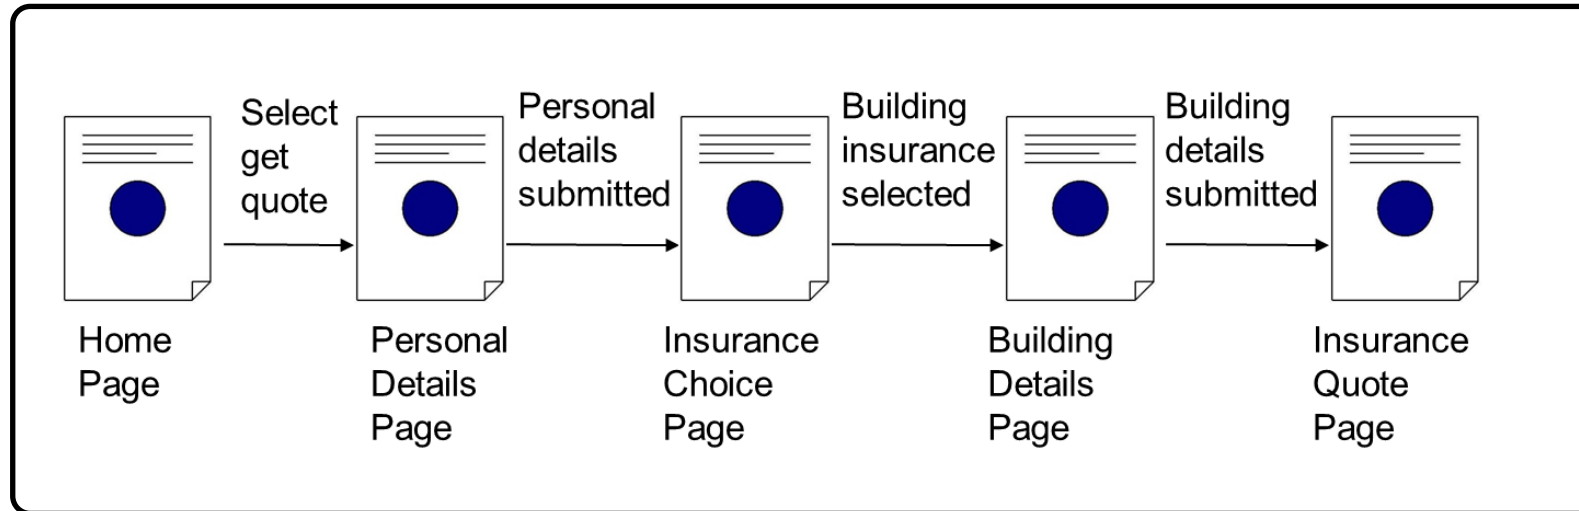 Select
get
quote
Personal
details
submitted
Building
insurance
selected
Building
details
submitted
Home
Page
Personal
Details
Page
Insurance
Choice
Page
Building
Details
Page
Insurance
Quote
Page